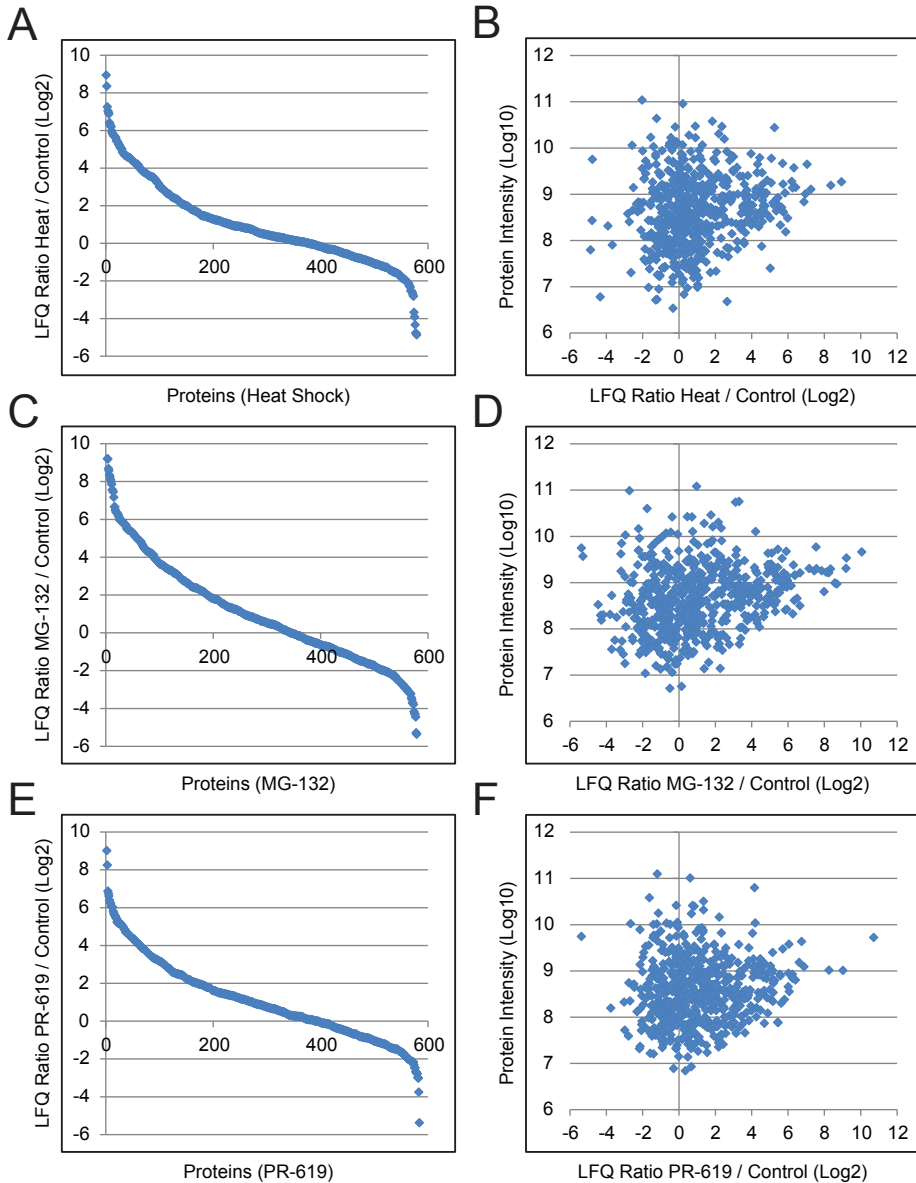 A
LFQ Ratio Heat / Control (Log2)
10
8
6
4
2
0
-2
-4
-6
0 200 400 600
Proteins (Heat Shock)
B
Protein Intensity (Log10)
12
11
10
9
8
7
6
-6 -4 -2 0 2 4 6 8 10 12
LFQ Ratio Heat / Control (Log2)
C
LFQ Ratio MG-132 / Control (Log2)
10
8
6
4
2
0
-2
-4
-6
0 200 400 600
Proteins (MG-132)
D
Protein Intensity (Log10)
12
11
10
9
8
7
6
-6 -4 -2 0 2 4 6 8 10 12
LFQ Ratio MG-132 / Control (Log2)
E
LFQ Ratio PR-619 / Control (Log2)
10
8
6
4
2
0
-2
-4
-6
0 200 400 600
Proteins (PR-619)
F
Protein Intensity (Log10)
12
11
10
9
8
7
6
-6 -4 -2 0 2 4 6 8 10 12
LFQ Ratio PR-619 / Control (Log2)